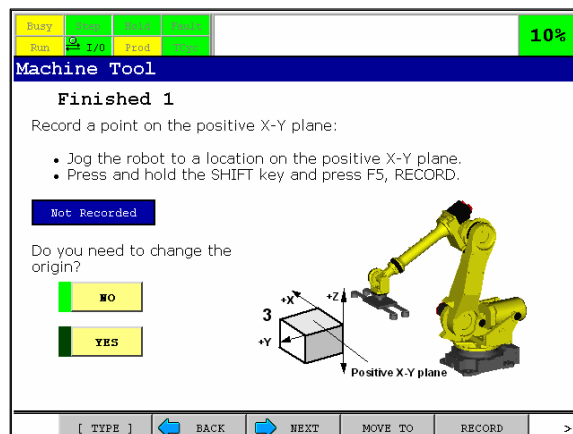 Busy Step Hold Fault
Run I/O Prod TCyc
10%
Machine Tool
Finished 1
Record a point on the positive X-Y plane:
• Jog the robot to a location on the positive X-Y plane.
• Press and hold the SHIFT key and press F5, RECORD.
Not Recorded
Do you need to change the
origin?
NO
YES
+X
+Z
3
+Y
Positive X-Y plane
[ TYPE ] BACK NEXT MOVE TO RECORD >